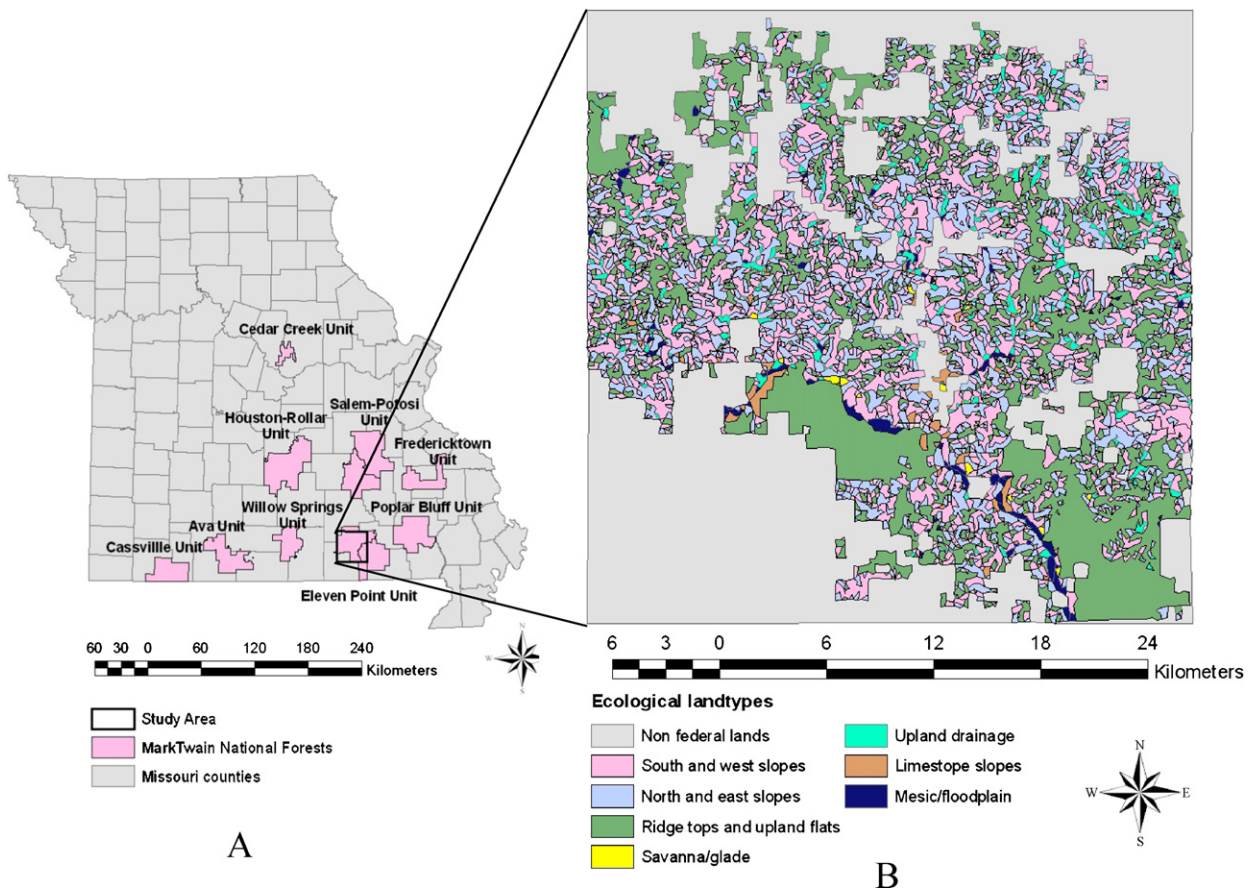 Cedar Creek Unit
Houston-Rollar
Unit
Salem-Potosi
Unit
Fredericktown
Unit
Willow Springs
Unit
Poplar Bluff Unit
Ava Unit
Cassvillle Unit
Eleven Point Unit
60 30 0 60 120 180 240
Kilometers
N
W
E
S
Study Area
MarkTwain National Forests
Missouri counties
A
6 3 0 6 12 18 24
Kilometers
Ecological landtypes
Non federal lands
South and west slopes
North and east slopes
Ridge tops and upland flats
Savanna/glade
Upland drainage
Limestope slopes
Mesic/floodplain
N
W
E
S
B